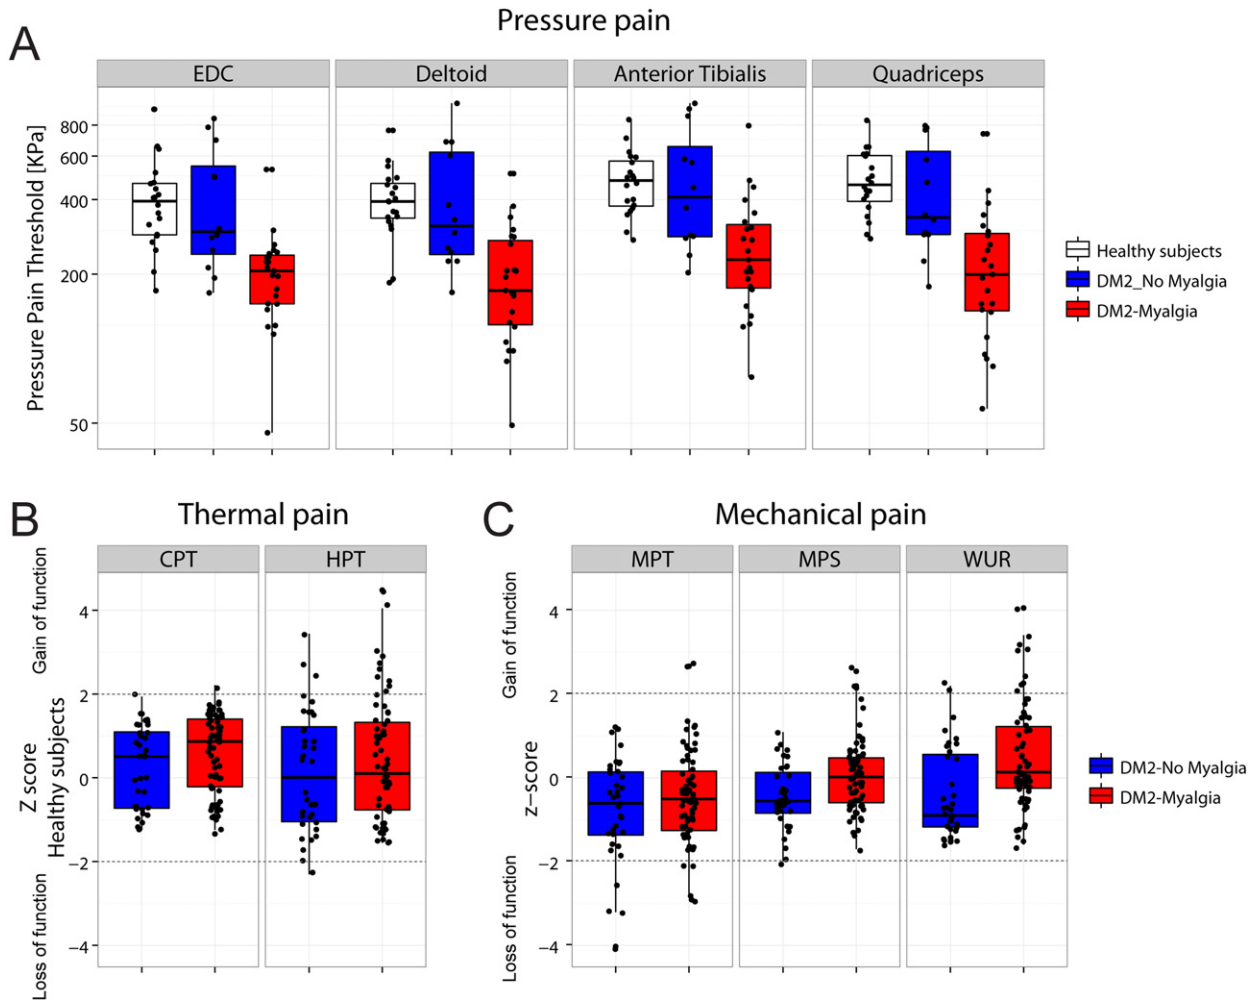 Pressure pain
A
EDC
Deltoid
Anterior Tibialis
Quadriceps
Pressure Pain Threshold [KPa]
800
600
400
200
50
Healthy subjects
DM2_No Myalgia
DM2-Myalgia
B
Thermal pain
CPT
HPT
Gain of function
Z score
Healthy subjects
Loss of function
4
2
0
−2
−4
C
Mechanical pain
MPT
MPS
WUR
Gain of function
Z−score
Loss of function
4
2
0
−2
−4
DM2-No Myalgia
DM2-Myalgia